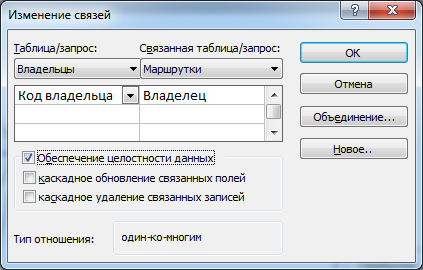 Изменение связей
Таблица/запрос: Связанная таблица/запрос:
Владельцы Маршрутки
Код владельца Владелец
Обеспечение целостности данных
каскадное обновление связанных полей
каскадное удаление связанных записей
Тип отношения: один-ко-многим
ОК
Отмена
Объединение...
Новое..